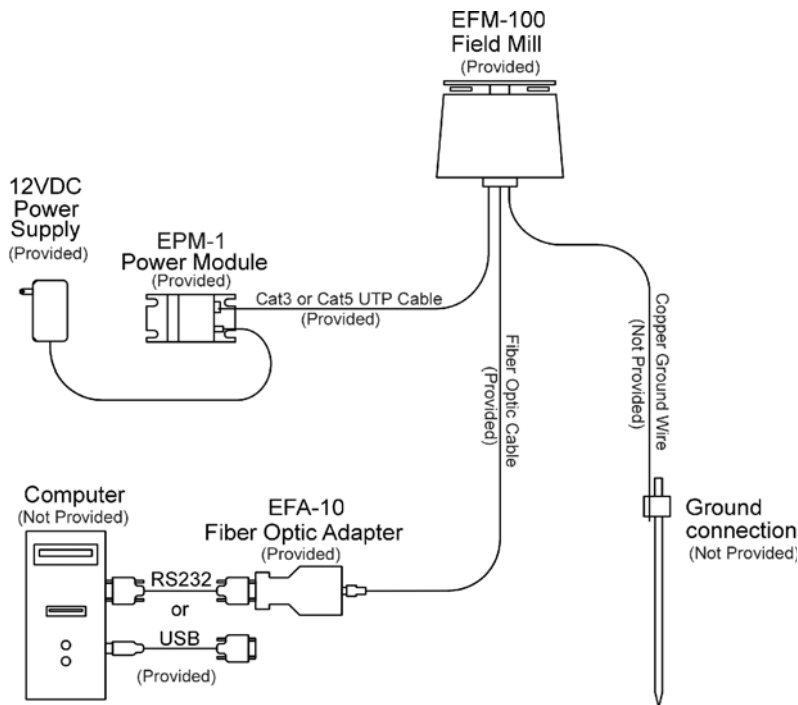 EFM-100
Field Mill
(Provided)
12VDC
Power
Supply
(Provided)
EPM-1
Power Module
(Provided)
Cat3 or Cat5 UTP Cable
(Provided)
Fiber Optic Cable
(Provided)
Copper Ground Wire
(Not Provided)
Computer
(Not Provided)
EFA-10
Fiber Optic Adapter
(Provided)
RS232
or
USB
(Provided)
Ground
connection
(Not Provided)